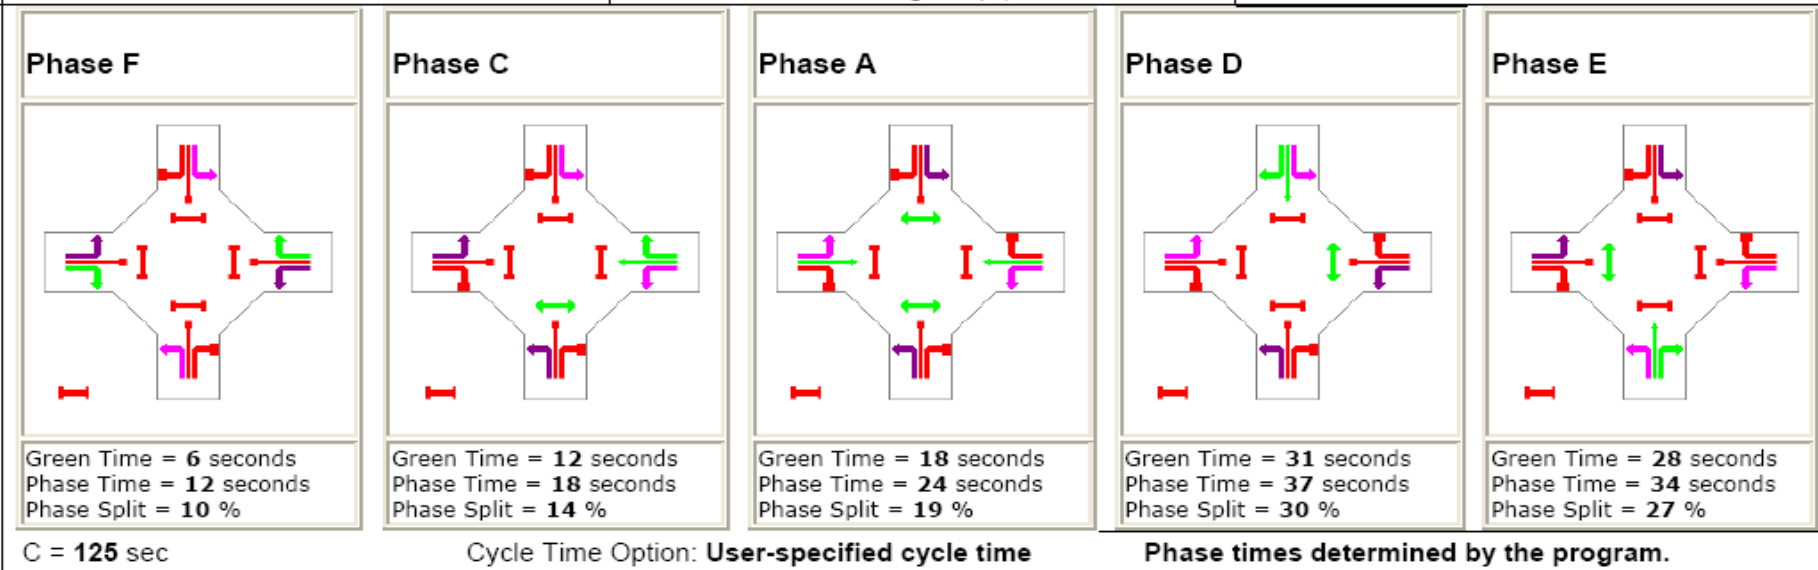 Phase F
Phase C
Phase A
Phase D
Phase E
Green Time = 6 seconds
Phase Time = 12 seconds
Phase Split = 10 %
Green Time = 12 seconds
Phase Time = 18 seconds
Phase Split = 14 %
Green Time = 18 seconds
Phase Time = 24 seconds
Phase Split = 19 %
Green Time = 31 seconds
Phase Time = 37 seconds
Phase Split = 30 %
Green Time = 28 seconds
Phase Time = 34 seconds
Phase Split = 27 %
C = 125 sec
Cycle Time Option: User-specified cycle time
Phase times determined by the program.